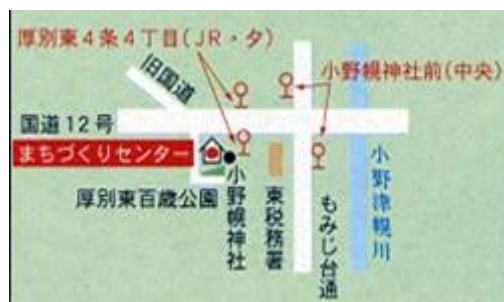 厚別東4条4丁目(JR・夕)
旧国道
小野幌神社前(中央)
国道12号
まちづくりセンター
厚別東百歳公園
小野幌神社
東税務署
もみじ台通
小野津幌川